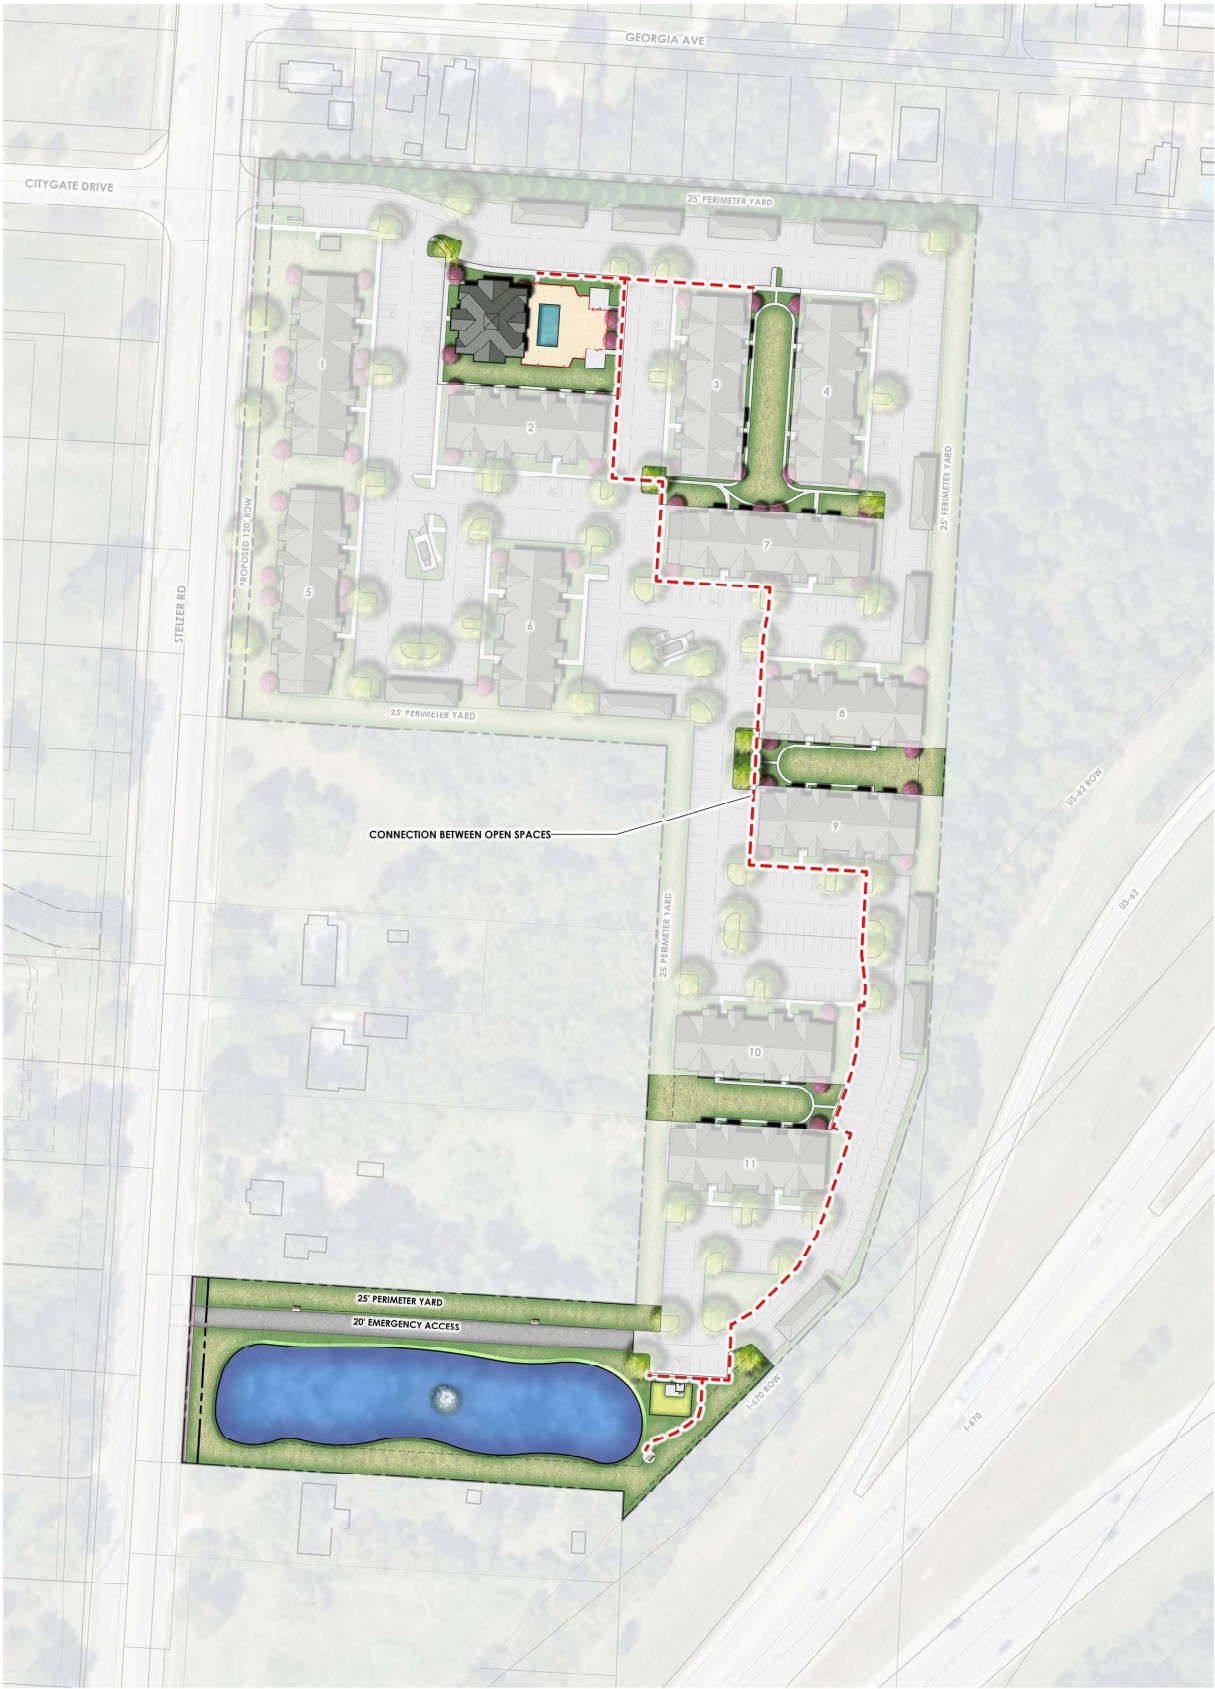 GEORGIA AVE
CITYGATE DRIVE
25' PERIMETER YARD
1
2
3
4
25' PERIMETER YARD
PROPOSED 120' ROW
STELZER RD
5
6
7
25' PERIMETER YARD
8
US-62 ROW
CONNECTION BETWEEN OPEN SPACES
9
US-62
25' PERIMETER YARD
10
11
25' PERIMETER YARD
20' EMERGENCY ACCESS
I-670 ROW
I-670